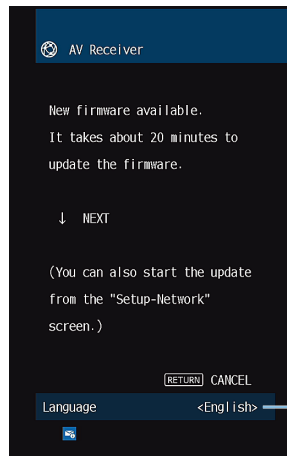 AV Receiver
New firmware available.
It takes about 20 minutes to
update the firmware.
↓ NEXT
(You can also start the update
from the "Setup-Network"
screen.)
RETURN CANCEL
Language <English>